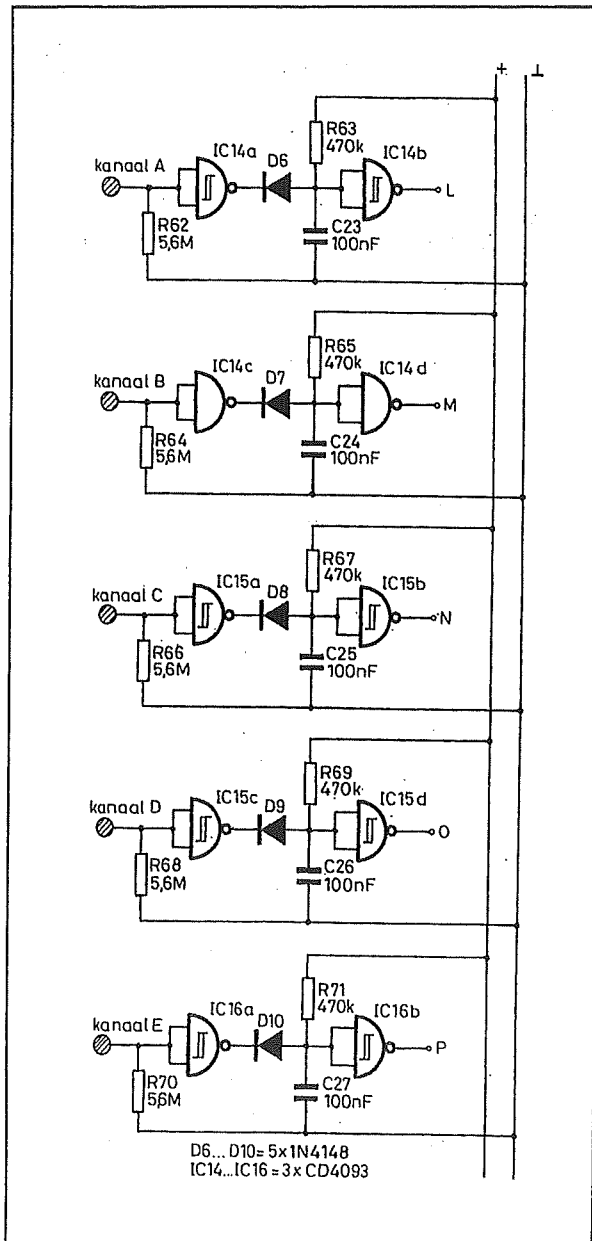 + ⊥
R63
470k
IC14a
D6
IC14b
kanaal A
L
R62
5,6M
C23
100nF
R65
470k
IC14c
D7
IC14d
kanaal B
M
R64
5,6M
C24
100nF
R67
470k
IC15a
D8
IC15b
kanaal C
N
R66
5,6M
C25
100nF
R69
470k
IC15c
D9
IC15d
kanaal D
O
R68
5,6M
C26
100nF
R71
470k
IC16a
D10
IC16b
kanaal E
P
R70
5,6M
C27
100nF
D6...D10=5x1N4148
IC14...IC16=3xCD4093